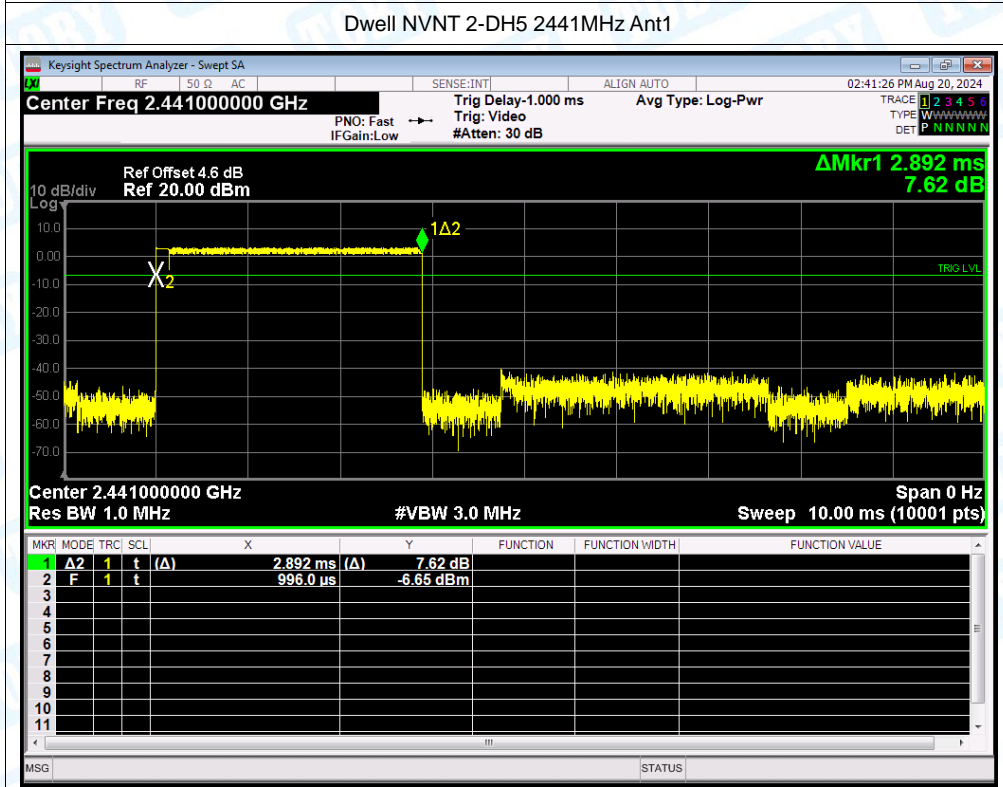 Dwell NVNT 2-DH5 2441MHz Ant1
Keysight Spectrum Analyzer - Swept SA
LXI RF 50 Ω AC SENSE:INT ALIGN AUTO 02:41:26 PM Aug 20, 2024
Center Freq 2.441000000 GHz Trig Delay-1.000 ms Avg Type: Log-Pwr TRACE 1 2 3 4 5 6
PNO: Fast Trig: Video TYPE WWWWWW
IFGain:Low #Atten: 30 dB DET P N N N N N
ΔMkr1 2.892 ms
Ref Offset 4.6 dB
10 dB/div Ref 20.00 dBm 7.62 dB
Log
10.0
1Δ2
0.00
TRIG LVL
2
-10.0
-20.0
-30.0
-40.0
-50.0
-60.0
-70.0
Center 2.441000000 GHz Span 0 Hz
Res BW 1.0 MHz #VBW 3.0 MHz Sweep 10.00 ms (10001 pts)
MKR MODE TRC SCL X Y FUNCTION FUNCTION WIDTH FUNCTION VALUE
1 Δ2 1 t (Δ) 2.892 ms (Δ) 7.62 dB
2 F 1 t 996.0 µs -6.65 dBm
3
4
5
6
7
8
9
10
11
MSG STATUS